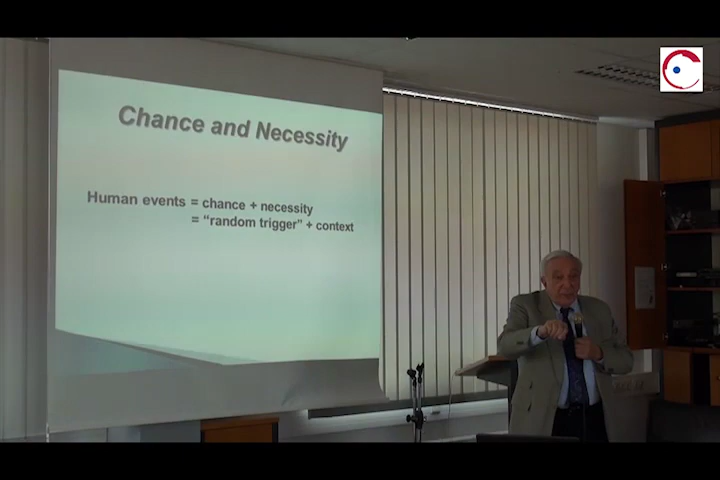 Chance and Necessity
Human events = chance + necessity
= “random trigger” + context